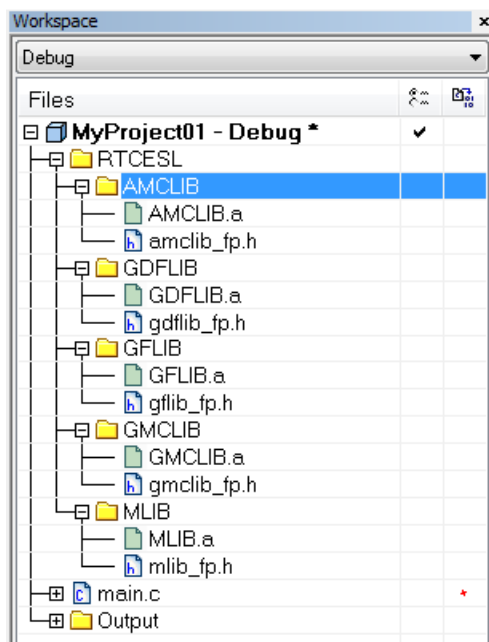 Workspace x
Debug
Files
MyProject01 - Debug *
RTCESL
AMCLIB
AMCLIB.a
amclib_fp.h
GDFLIB
GDFLIB.a
gdflib_fp.h
GFLIB
GFLIB.a
gflib_fp.h
GMCLIB
GMCLIB.a
gmclib_fp.h
MLIB
MLIB.a
mlib_fp.h
main.c *
Output